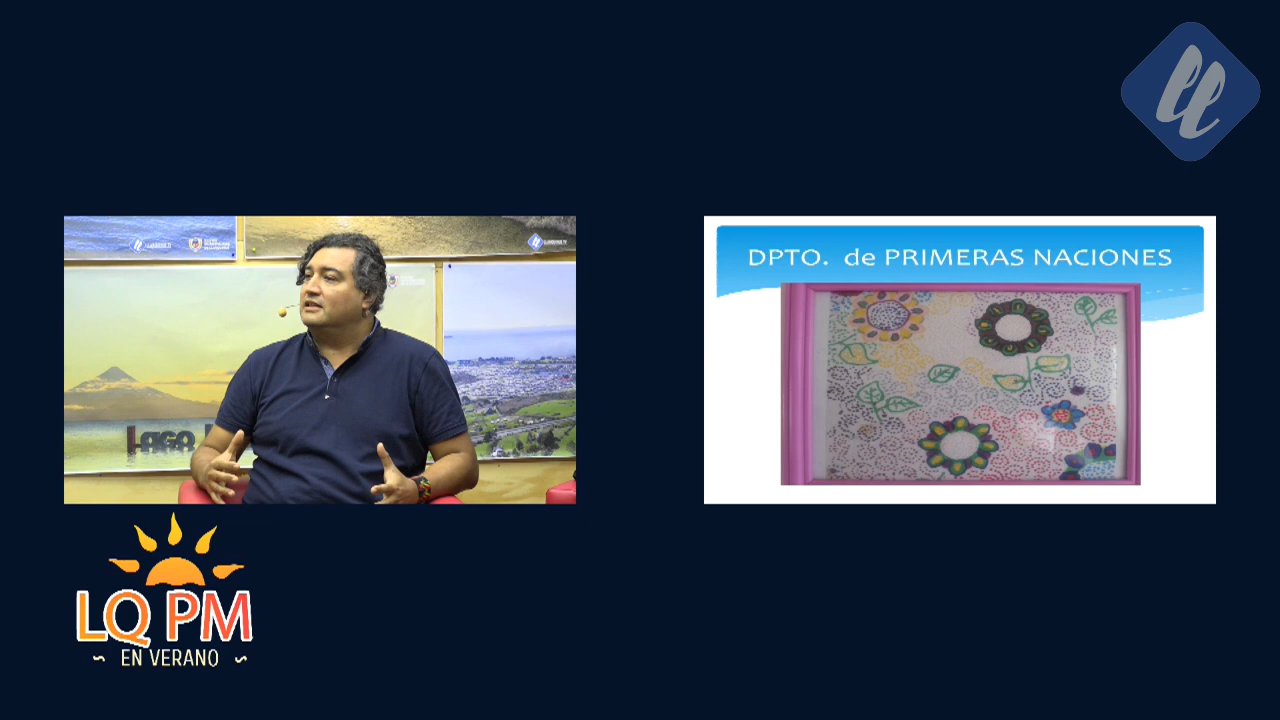 DPTO. de PRIMERAS NACIONES
LAGO
LQ PM
EN VERANO